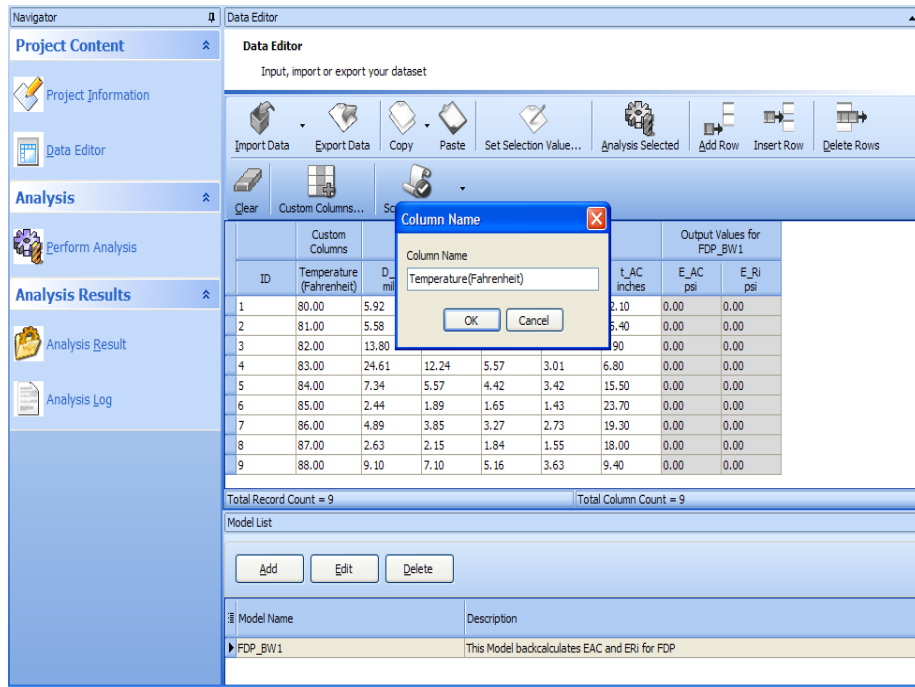 Navigator
Data Editor
Project Content
Project Information
Data Editor
Analysis
Perform Analysis
Analysis Results
Analysis Result
Analysis Log
Data Editor
Input, import or export your dataset
Import Data Export Data Copy Paste Set Selection Value... Analysis Selected Add Row Insert Row Delete Rows
Clear Custom Columns...
Column Name
Column Name
Temperature(Fahrenheit)
OK Cancel
Custom Columns Output Values for FDP_BW1
ID Temperature (Fahrenheit) t_AC inches E_AC psi E_Ri psi
1 80.00 5.92 2.10 0.00 0.00
2 81.00 5.58 0.00 0.00
3 82.00 13.80 0.00 0.00
4 83.00 24.61 12.24 5.57 3.01 6.80 0.00 0.00
5 84.00 7.34 5.57 4.42 3.42 15.50 0.00 0.00
6 85.00 2.44 1.89 1.65 1.43 23.70 0.00 0.00
7 86.00 4.89 3.85 3.27 2.73 19.30 0.00 0.00
8 87.00 2.63 2.15 1.84 1.55 18.00 0.00 0.00
9 88.00 9.10 7.10 5.16 3.63 9.40 0.00 0.00
Total Record Count = 9 Total Column Count = 9
Model List
Add Edit Delete
Model Name Description
FDP_BW1 This Model backcalculates EAC and ERi for FDP